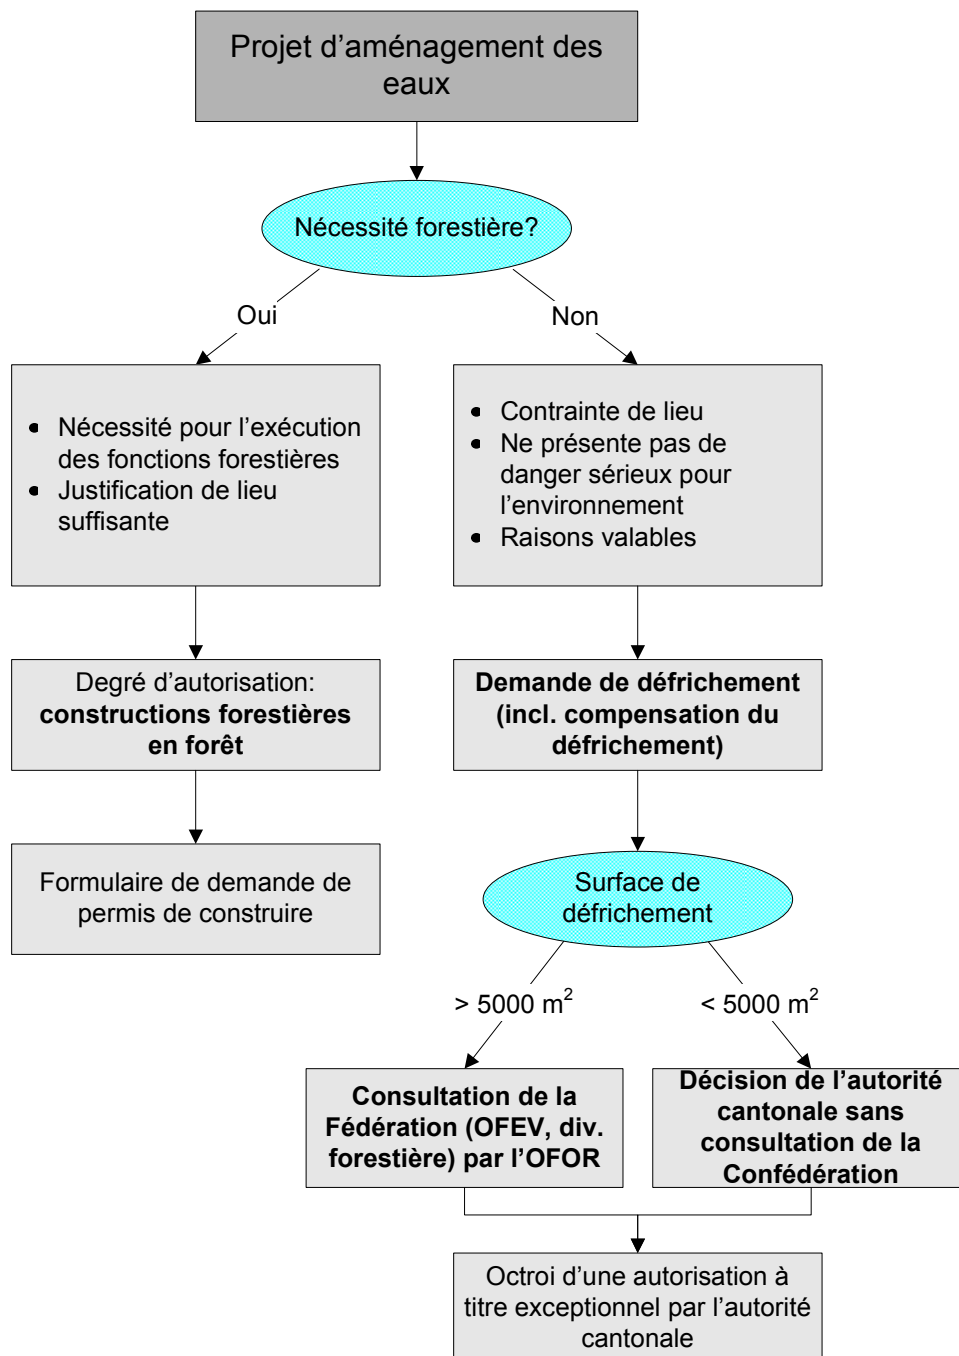 Projet d’aménagement des
eaux
Nécessité forestière?
Oui
Non
• Nécessité pour l’exécution
des fonctions forestières
• Justification de lieu
suffisante
• Contrainte de lieu
• Ne présente pas de
danger sérieux pour
l’environnement
• Raisons valables
Degré d’autorisation:
constructions forestières
en forêt
Demande de défrichement
(incl. compensation du
défrichement)
Formulaire de demande de
permis de construire
Surface de
défrichement
> 5000 m²
< 5000 m²
Consultation de la
Fédération (OFEV, div.
forestière) par l’OFOR
Décision de l’autorité
cantonale sans
consultation de la
Confédération
Octroi d’une autorisation à
titre exceptionnel par l’autorité
cantonale